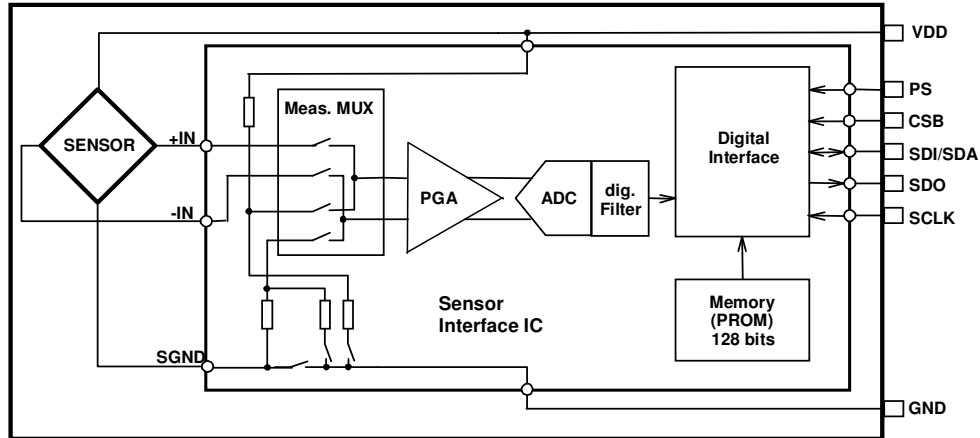 VDD
PS
Meas. MUX
CSB
SENSOR
+IN
Digital
Interface
SDI/SDA
SDO
PGA
ADC
dig.
Filter
-IN
SCLK
Sensor
Interface IC
Memory
(PROM)
128 bits
SGND
GND